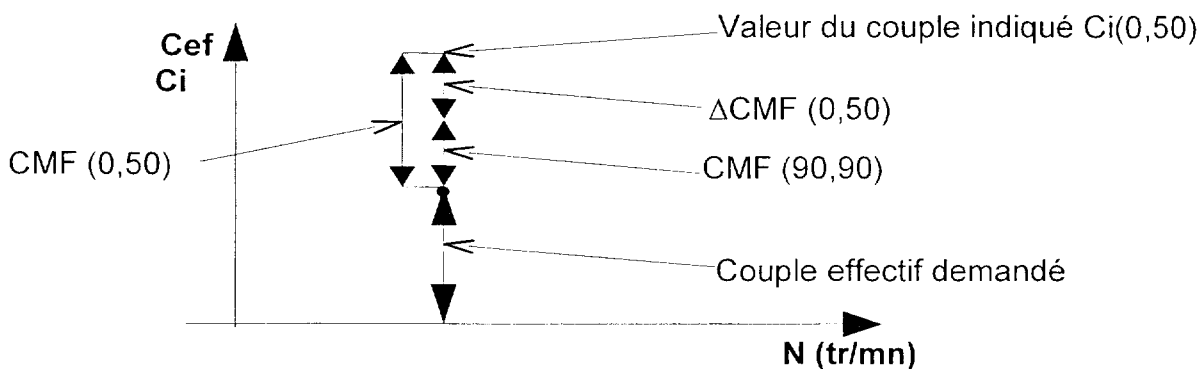 Valeur du couple indiqué Ci(0,50)
Cef
Ci
ΔCMF (0,50)
CMF (0,50)
CMF (90,90)
Couple effectif demandé
N (tr/mn)